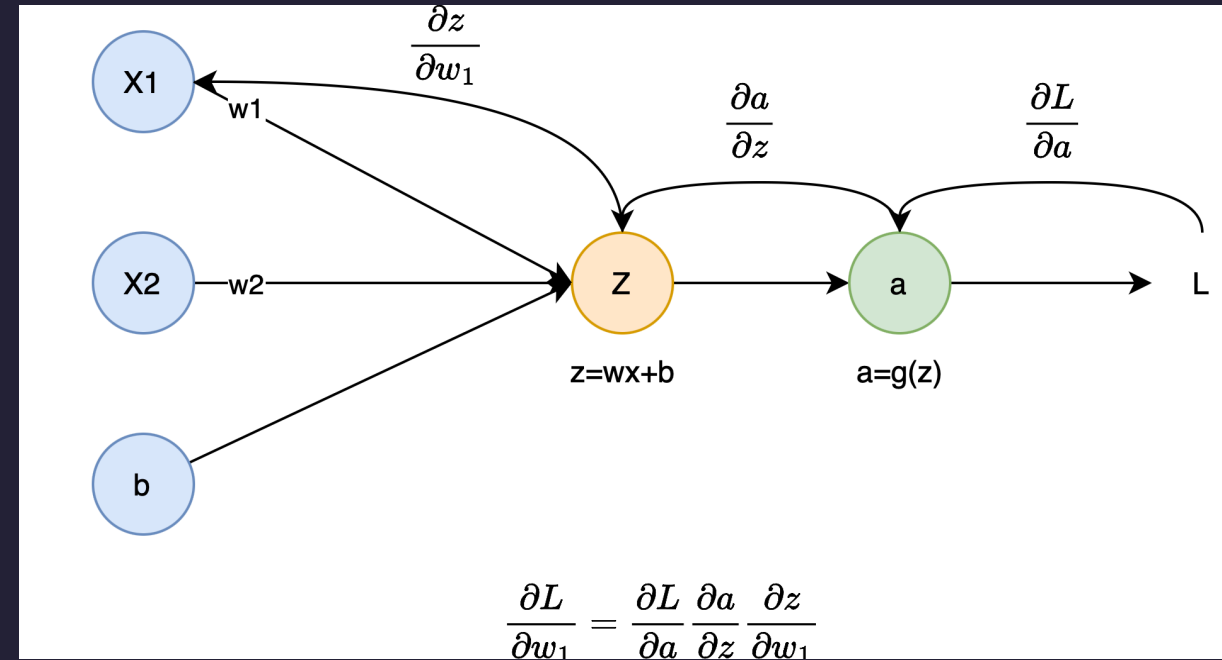 ∂z/∂w₁
X1
w1
∂a/∂z
∂L/∂a
X2
w2
Z
a
L
z=wx+b
a=g(z)
b
∂L/∂w₁ = ∂L/∂a ∂a/∂z ∂z/∂w₁